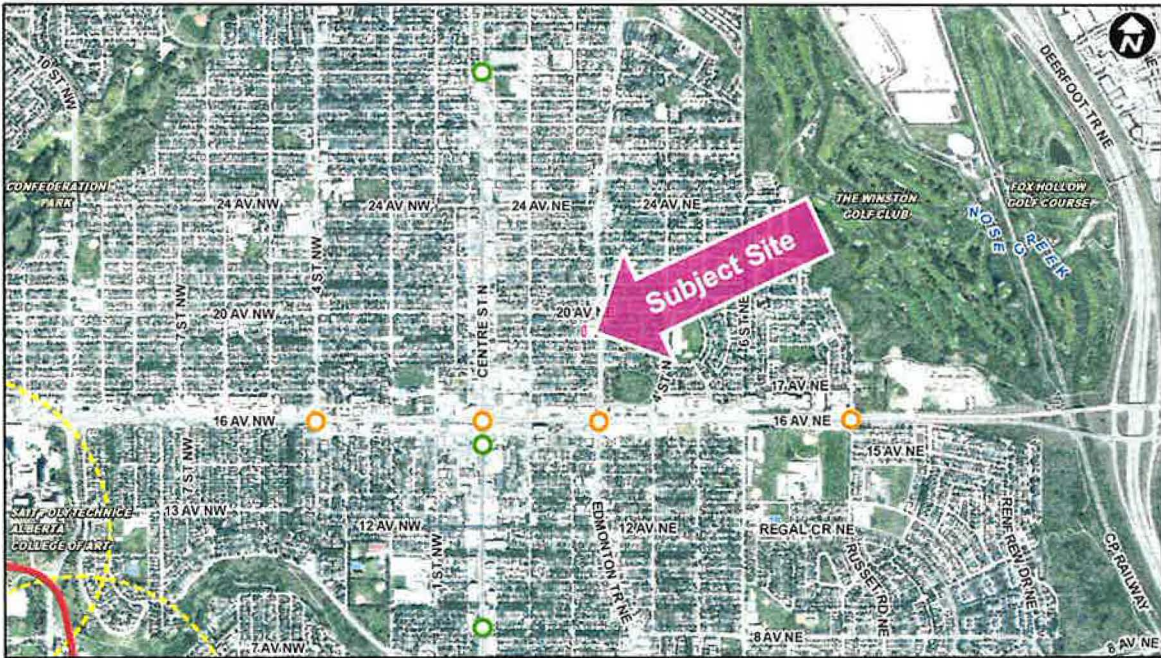 N
10 ST NW
DEERFOOT TR NE
CONFEDERATION
PARK
24 AV NW
24 AV NW
24 AV NE
24 AV NE
THE WINSTON
GOLF CLUB
FOX HOLLOW
GOLF COURSE
NOSE CREEK
4 ST NW
7 ST NW
20 AV NW
CENTRE ST N
20 AV N
Subject Site
6 ST NE
17 AV NE
16 AV NW
16 AV NE
15 AV NE
7 ST NW
13 AV NW
SAIT POLYTECHNIC
ALBERTA
COLLEGE OF ART
12 AV NW
1 ST NW
EDMONTON TR NE
12 AV NE
REGAL CR NE
RUSSET RD NE
RENFREW DR NE
CP RAILWAY
7 AV NW
8 AV NE
8 AV NE